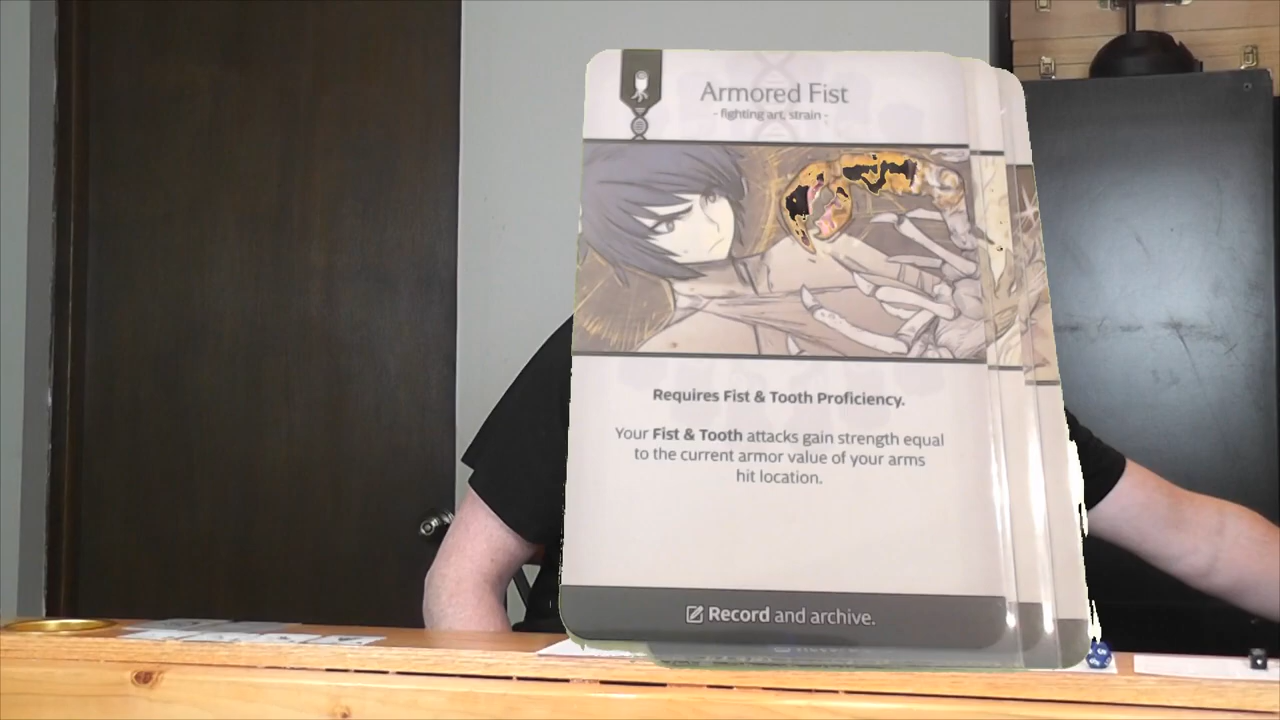 Armored Fist
- fighting art, strain -
Requires Fist & Tooth Proficiency.
Your Fist & Tooth attacks gain strength equal
to the current armor value of your arms
hit location.
Record and archive.